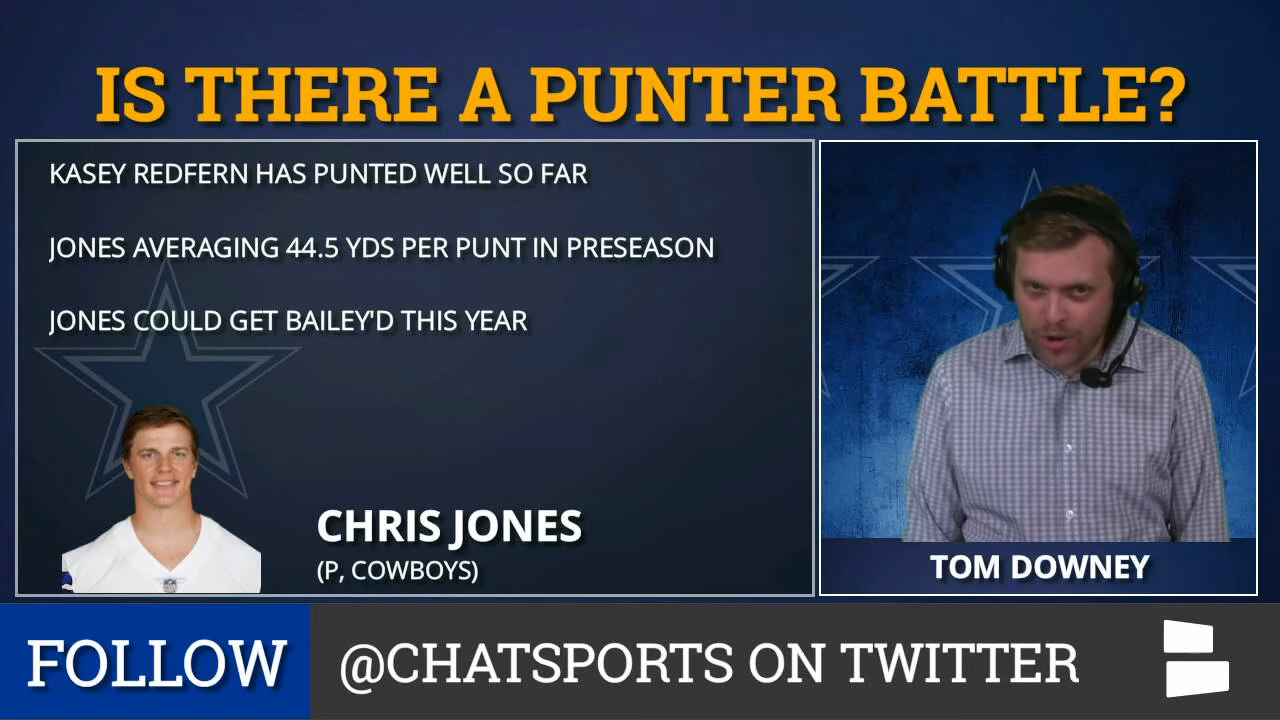 IS THERE A PUNTER BATTLE?
KASEY REDFERN HAS PUNTED WELL SO FAR
JONES AVERAGING 44.5 YDS PER PUNT IN PRESEASON
JONES COULD GET BAILEY'D THIS YEAR
CHRIS JONES
(P, COWBOYS)
TOM DOWNEY
FOLLOW @CHATSPORTS ON TWITTER